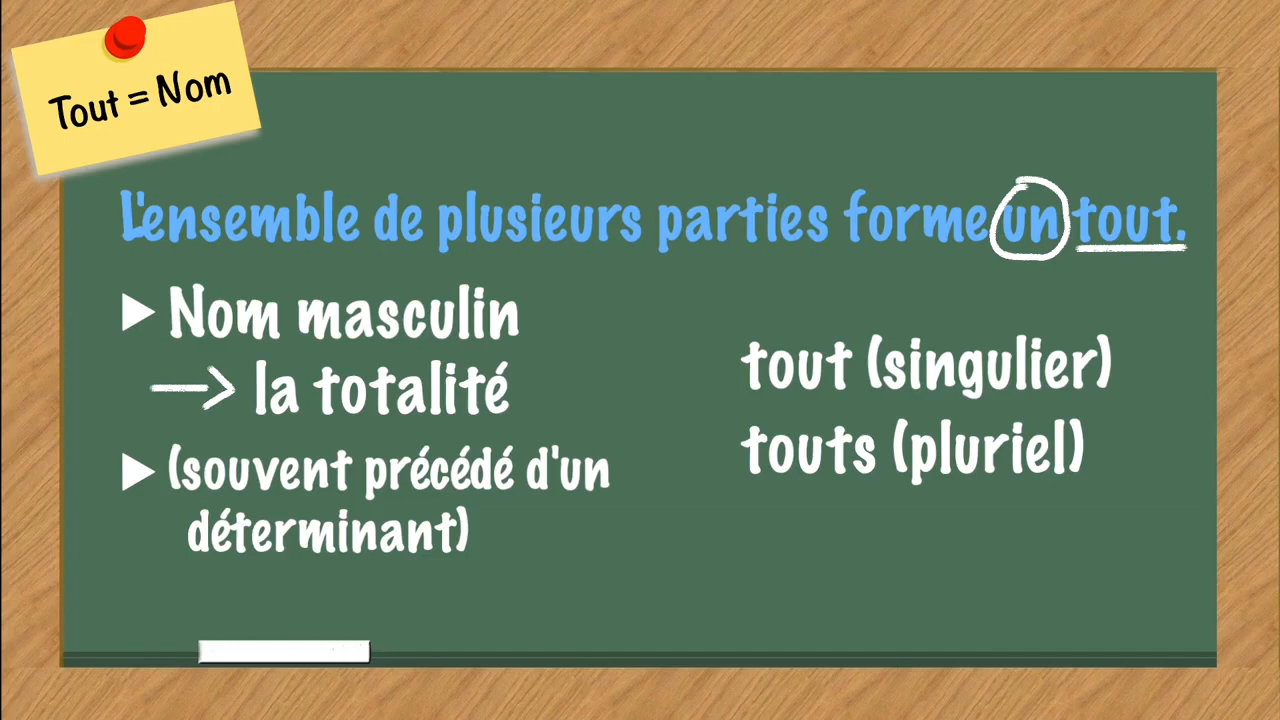 Tout = Nom
L'ensemble de plusieurs parties forme un tout.
▶ Nom masculin
—> la totalité
▶ (souvent précédé d'un
déterminant)
tout (singulier)
touts (pluriel)